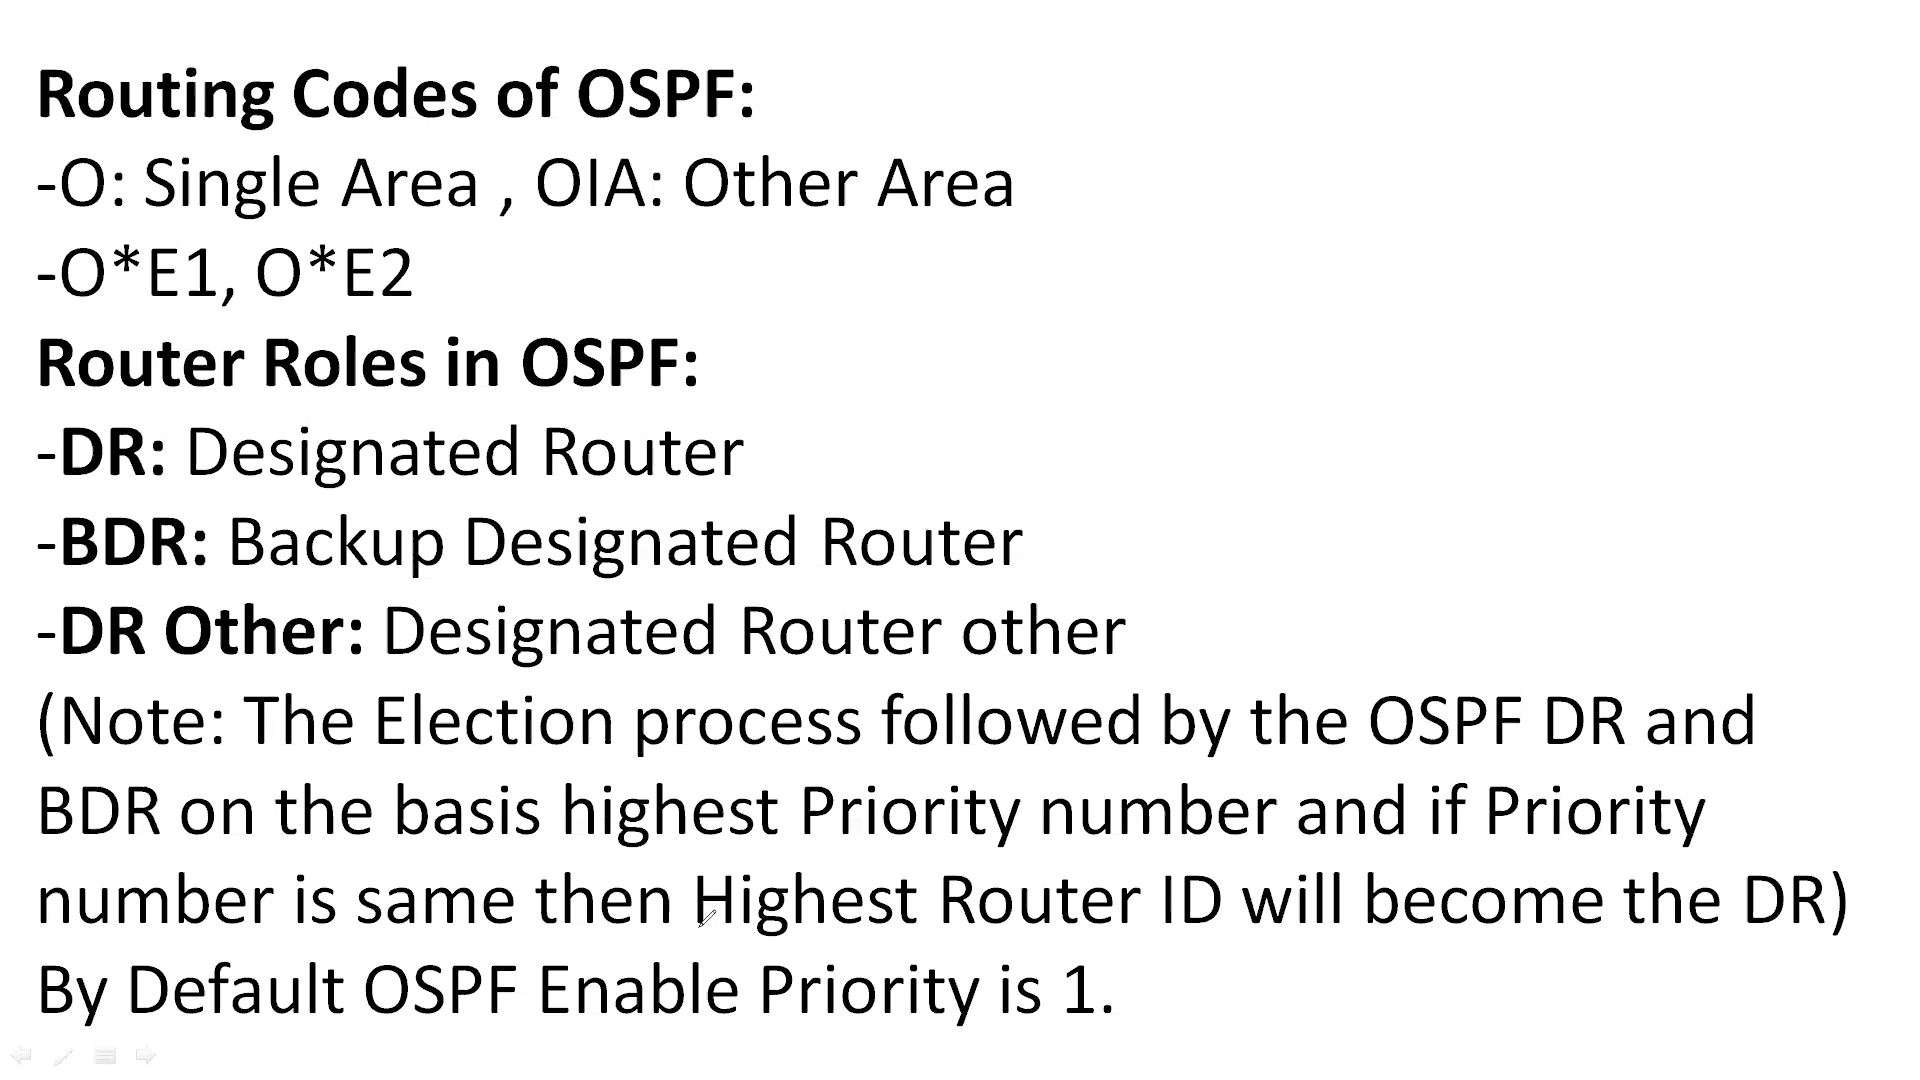 Routing Codes of OSPF:
-O: Single Area , OIA: Other Area
-O*E1, O*E2
Router Roles in OSPF:
-DR: Designated Router
-BDR: Backup Designated Router
-DR Other: Designated Router other
(Note: The Election process followed by the OSPF DR and
BDR on the basis highest Priority number and if Priority
number is same then Highest Router ID will become the DR)
By Default OSPF Enable Priority is 1.